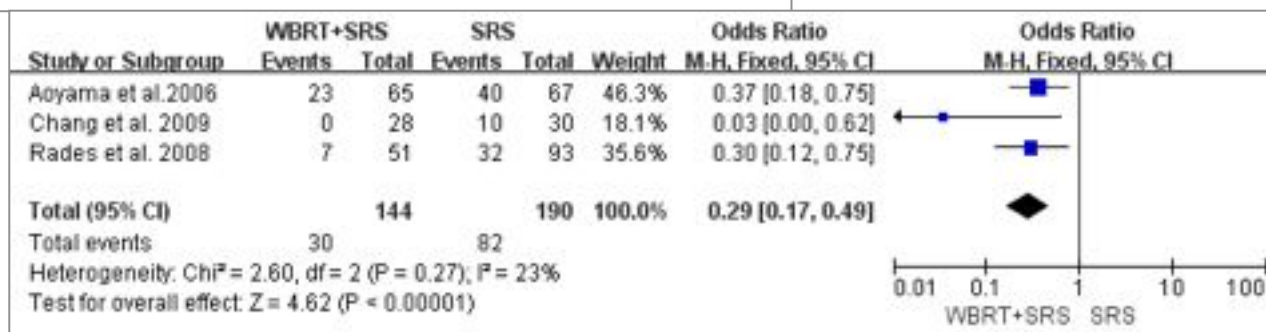 WBRT+SRS SRS Odds Ratio Odds Ratio
Study or Subgroup Events Total Events Total Weight M-H, Fixed, 95% CI M-H, Fixed, 95% CI
Aoyama et al.2006 23 65 40 67 46.3% 0.37 [0.18, 0.75]
Chang et al. 2009 0 28 10 30 18.1% 0.03 [0.00, 0.62]
Rades et al. 2008 7 51 32 93 35.6% 0.30 [0.12, 0.75]
Total (95% CI) 144 190 100.0% 0.29 [0.17, 0.49]
Total events 30 82
Heterogeneity: Chi² = 2.60, df = 2 (P = 0.27); I² = 23%
Test for overall effect: Z = 4.62 (P < 0.00001)
0.01 0.1 1 10 100
WBRT+SRS SRS